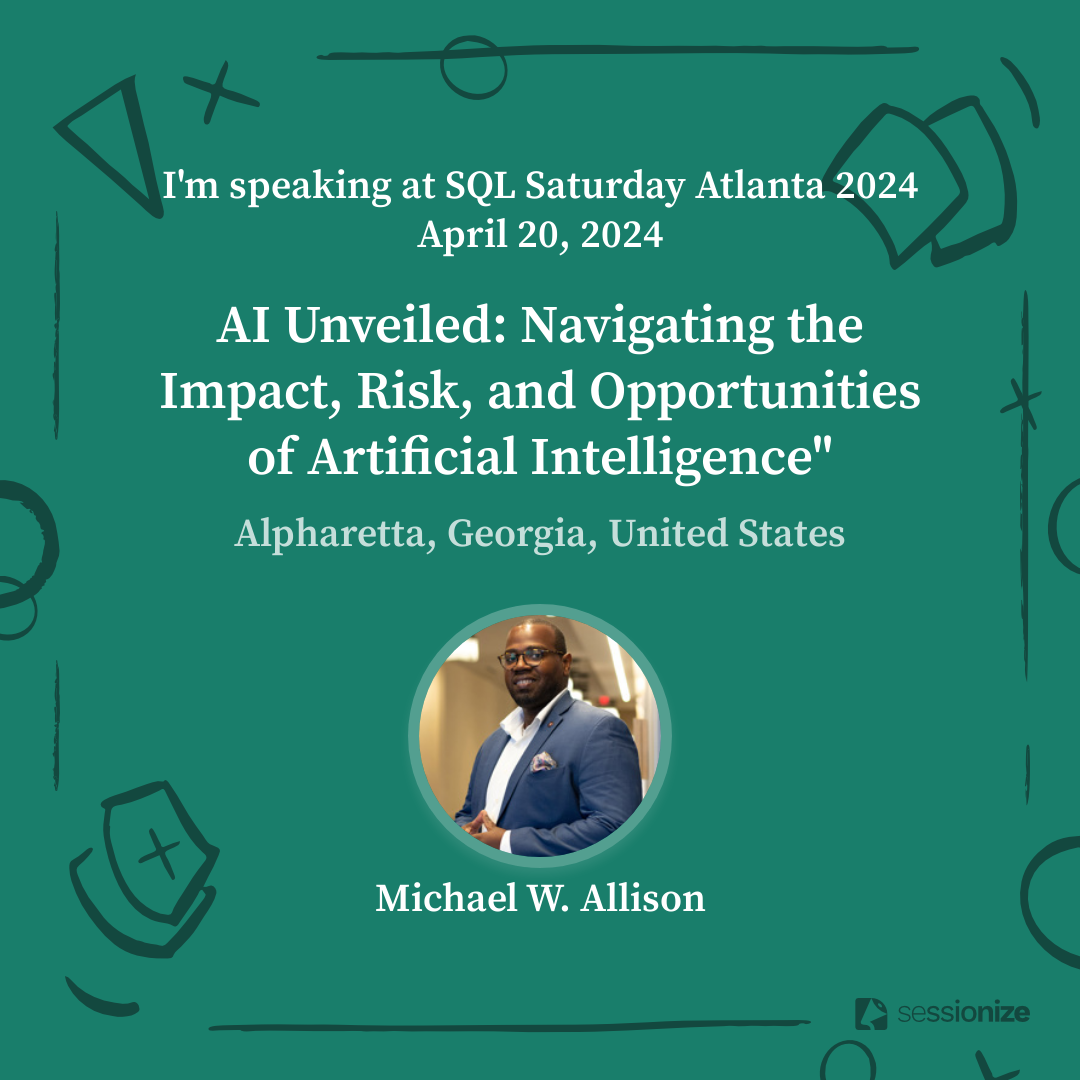 I'm speaking at SQL Saturday Atlanta 2024
April 20, 2024
AI Unveiled: Navigating the
Impact, Risk, and Opportunities
of Artificial Intelligence"
Alpharetta, Georgia, United States
Michael W. Allison
sessionize